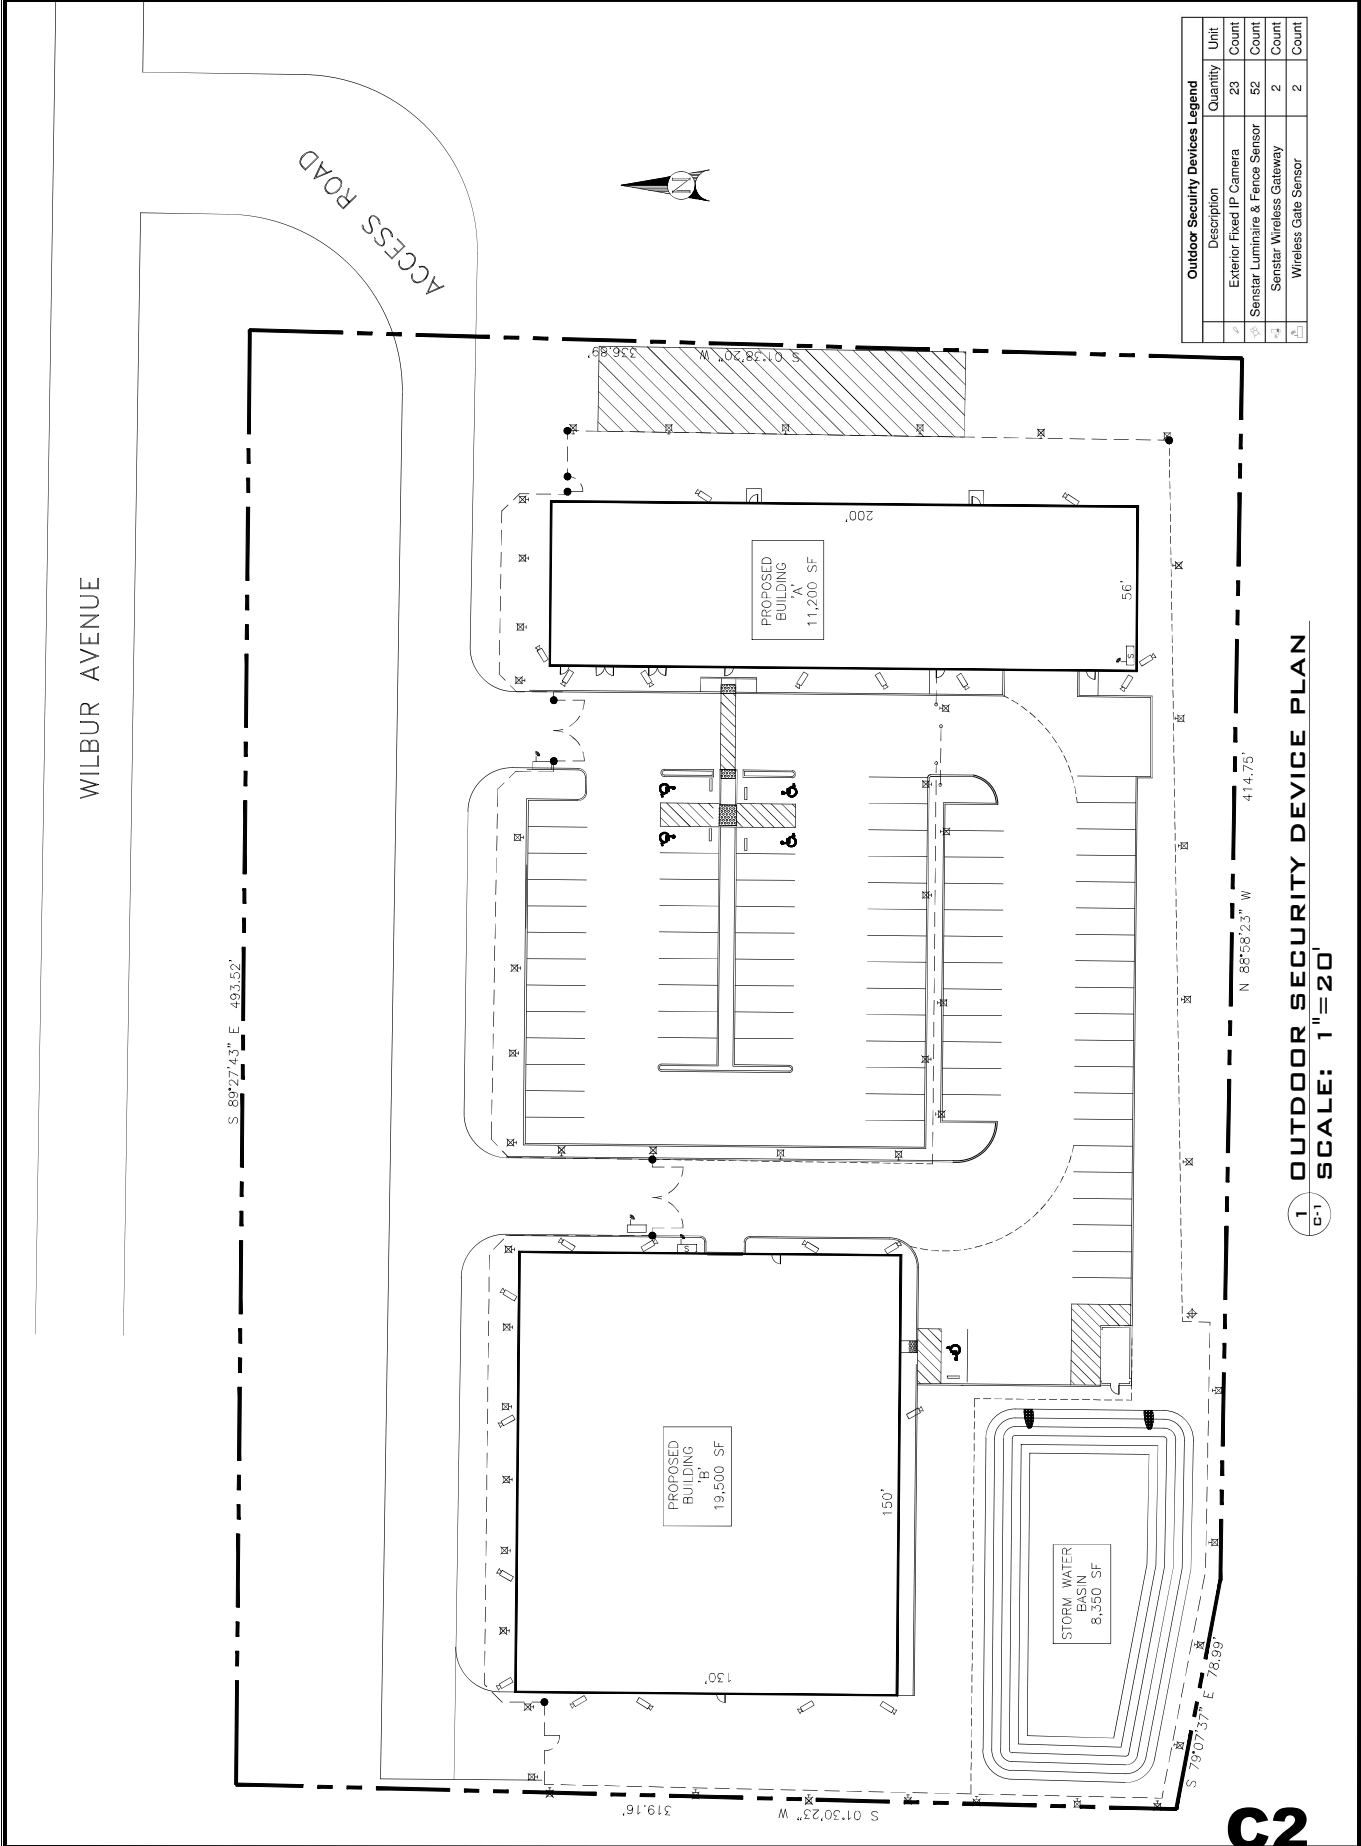 WILBUR AVENUE
ACCESS ROAD
N
Outdoor Secuirty Devices Legend
Description Quantity Unit
Exterior Fixed IP Camera 23 Count
Senstar Luminaire & Fence Sensor 52 Count
Senstar Wireless Gateway 2 Count
Wireless Gate Sensor 2 Count
S 89°27'43" E 493.52'
S 01°38'20" W 336.89'
N 88°58'23" W 414.75'
S 79°07'37" E 78.99'
S 01°30'23" W 319.16'
PROPOSED
BUILDING
'A'
11,200 SF
200'
56'
S
PROPOSED
BUILDING
'B'
19,500 SF
150'
130'
S
STORM WATER
BASIN
8,350 SF
1
C-1
OUTDOOR SECURITY DEVICE PLAN
SCALE: 1"=20'
C2